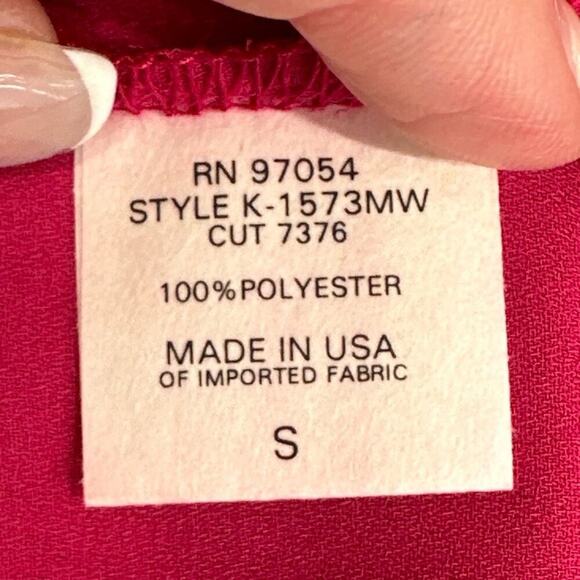 RN 97054
STYLE K-1573MW
CUT 7376
100%POLYESTER
MADE IN USA
OF IMPORTED FABRIC
S